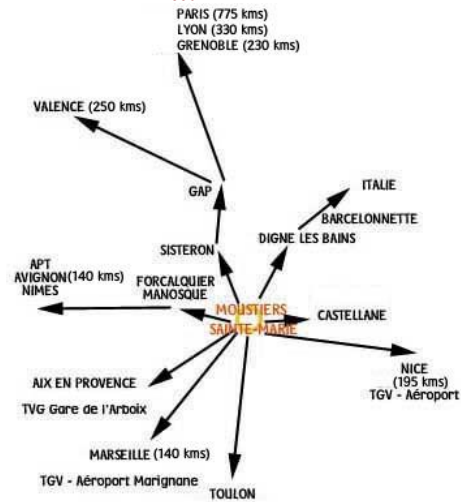 PARIS (775 kms)
LYON (330 kms)
GRENOBLE (230 kms)
VALENCE (250 kms)
GAP
ITALIE
BARCELONNETTE
DIGNE LES BAINS
SISTERON
APT
AVIGNON (140 kms)
NIMES
FORCALQUIER
MANOSQUE
MOUSTIERS
SAINTE-MARIE
CASTELLANE
NICE
(195 kms)
TGV - Aéroport
AIX EN PROVENCE
TVG Gare de l'Arboix
MARSEILLE (140 kms)
TGV - Aéroport Marignane
TOULON